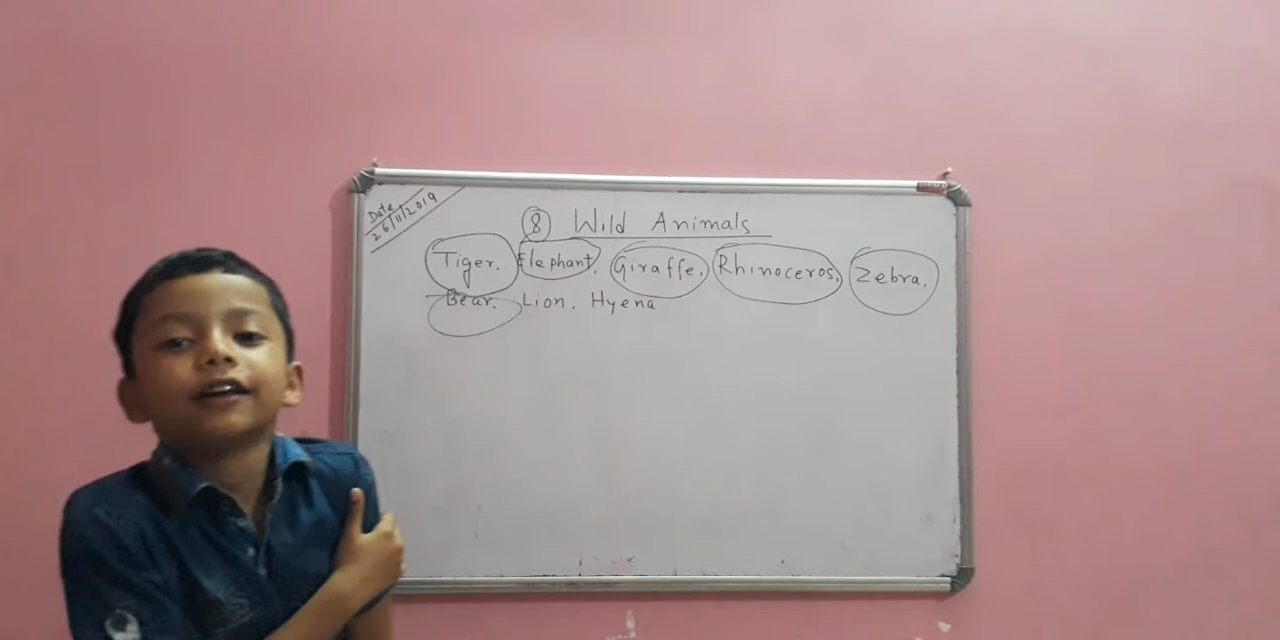 Date
26/11/2019
8 Wild Animals
Tiger. Elephant. Giraffe. Rhinoceros. Zebra.
Bear. Lion. Hyena